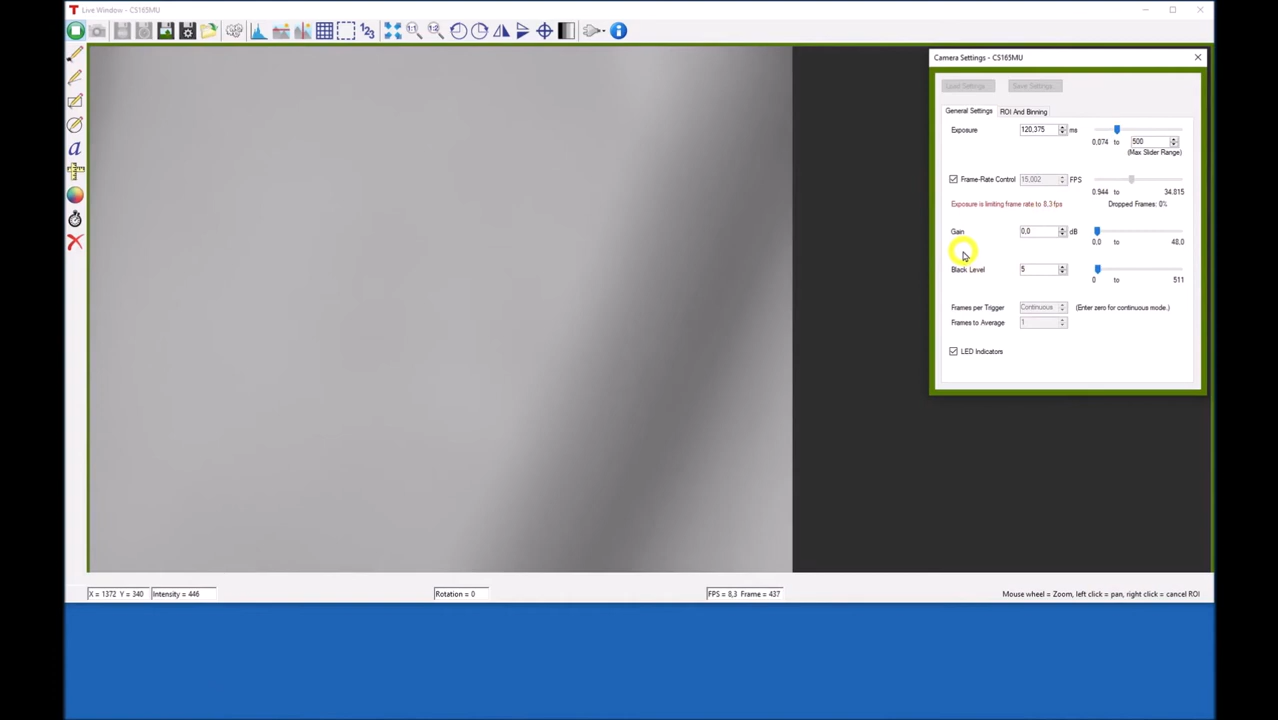 Live Window - CS165MU
1:1 1:2
123
a
Camera Settings - CS165MU
Load Settings... Save Settings...
General Settings ROI And Binning
Exposure 120,375 ms 0,074 to 500
(Max Slider Range)
Frame-Rate Control 15,002 FPS 0.944 to 34.815
Exposure is limiting frame rate to 8,3 fps Dropped Frames: 0%
Gain 0,0 dB 0.0 to 48,0
Black Level 5 0 to 511
Frames per Trigger Continuous (Enter zero for continuous mode.)
Frames to Average 1
LED Indicators
X = 1372 Y = 340 Intensity = 446 Rotation = 0 FPS = 8,3 Frame = 437 Mouse wheel = Zoom, left click = pan, right click = cancel ROI